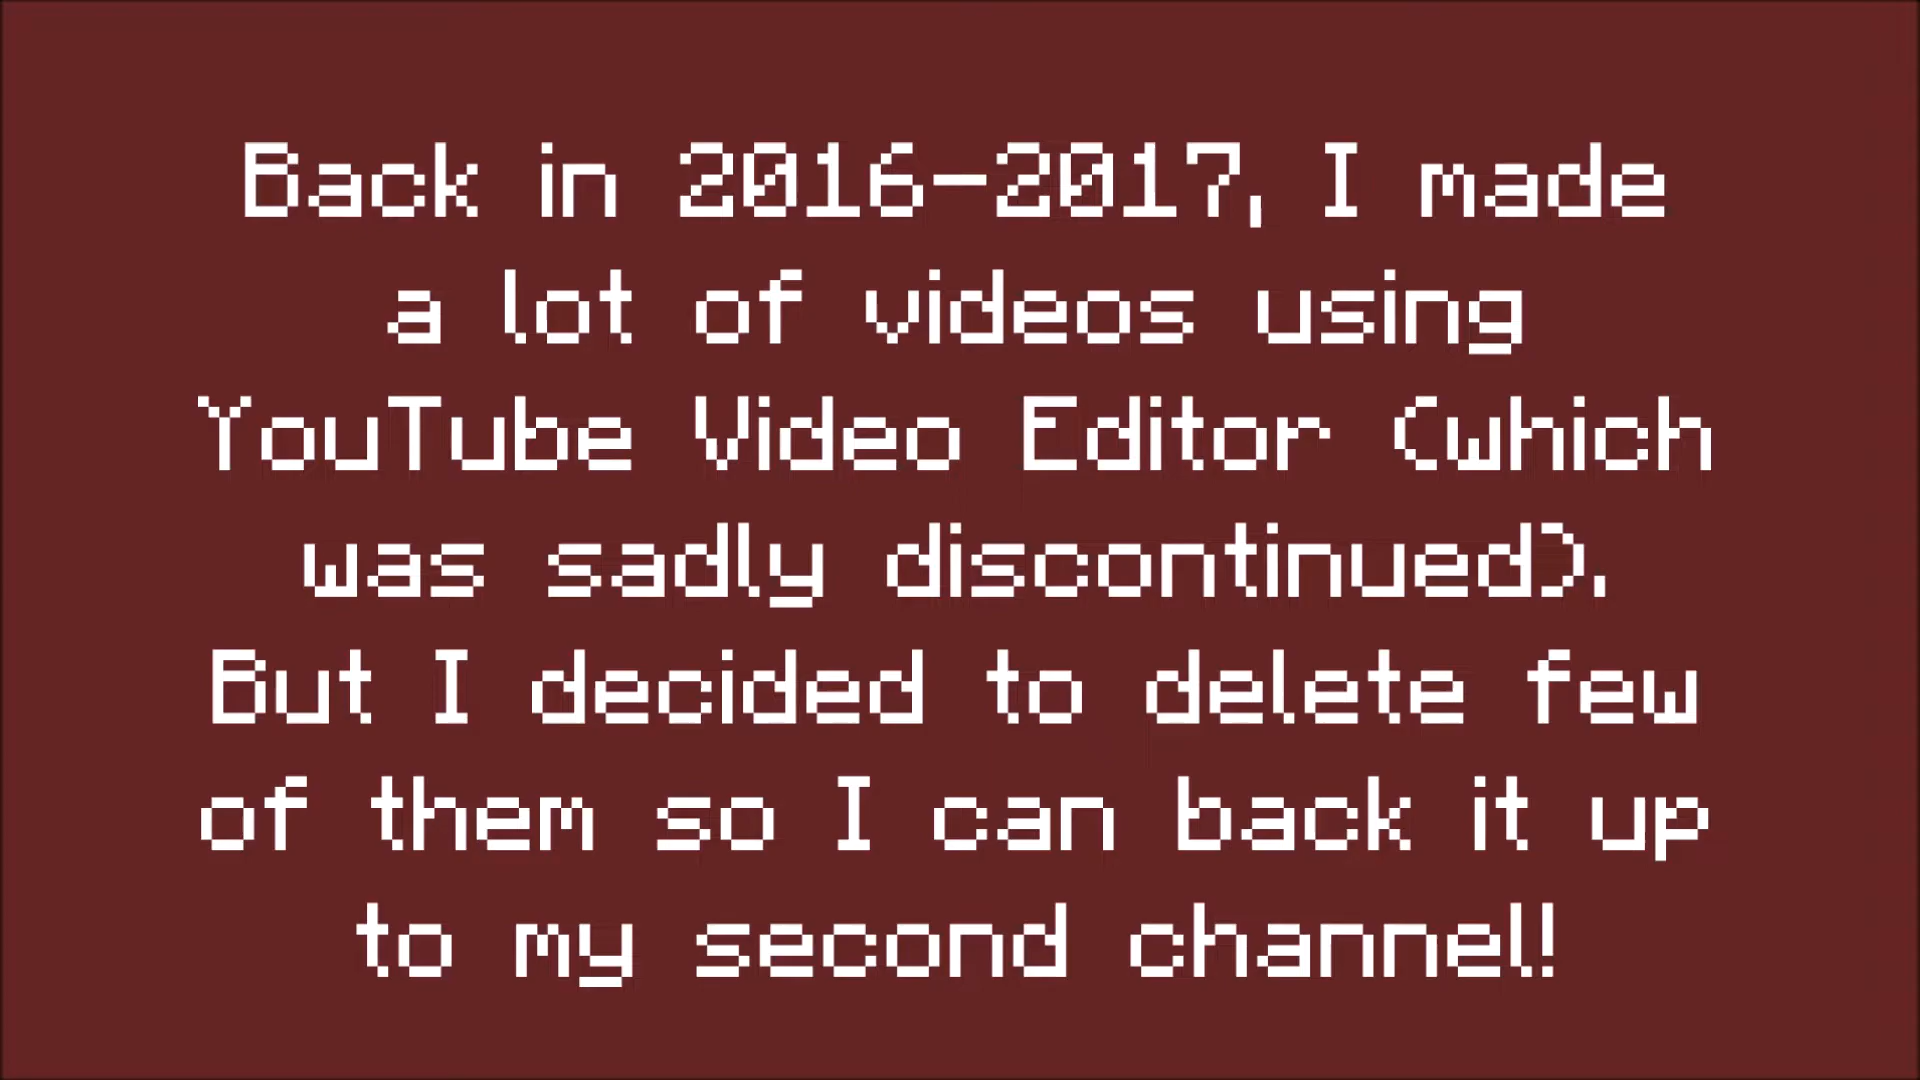 Back in 2016-2017, I made
a lot of videos using
YouTube Video Editor (which
was sadly discontinued).
But I decided to delete few
of them so I can back it up
to my second channel!